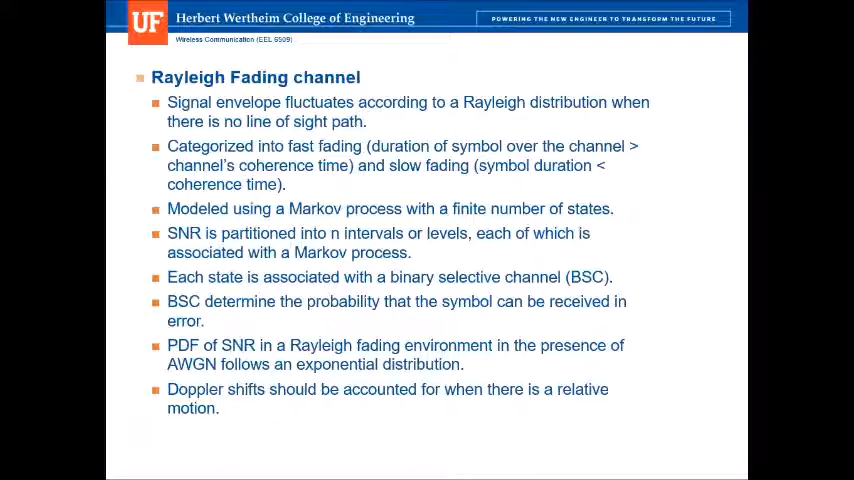 UF
Herbert Wertheim College of Engineering
POWERING THE NEW ENGINEER TO TRANSFORM THE FUTURE
Wireless Communication (EEL 6509)
Rayleigh Fading channel
Signal envelope fluctuates according to a Rayleigh distribution when
there is no line of sight path.
Categorized into fast fading (duration of symbol over the channel >
channel's coherence time) and slow fading (symbol duration <
coherence time).
Modeled using a Markov process with a finite number of states.
SNR is partitioned into n intervals or levels, each of which is
associated with a Markov process.
Each state is associated with a binary selective channel (BSC).
BSC determine the probability that the symbol can be received in
error.
PDF of SNR in a Rayleigh fading environment in the presence of
AWGN follows an exponential distribution.
Doppler shifts should be accounted for when there is a relative
motion.